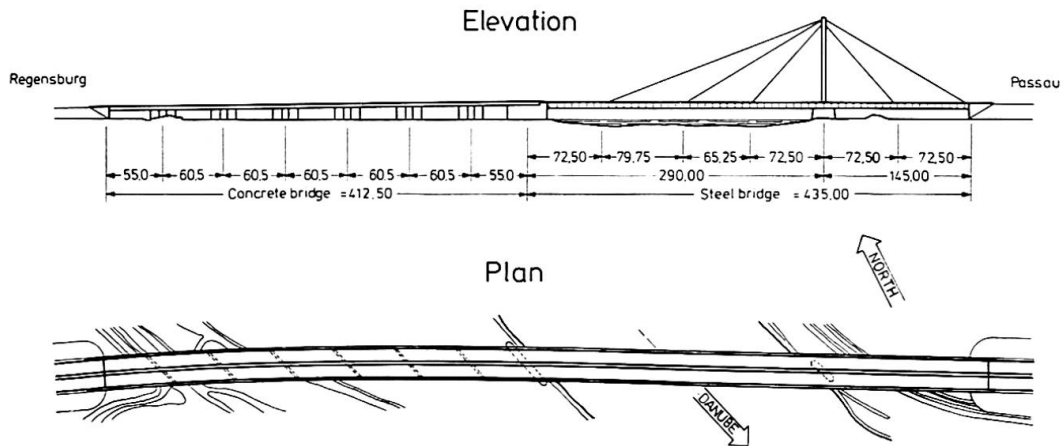 Elevation
Regensburg
Passau
72,50 79,75 65,25 72,50 72,50 72,50
55.0 60.5 60.5 60.5 60.5 60.5 55.0 290.00 145.00
Concrete bridge = 412.50 Steel bridge = 435.00
NORTH
Plan
DANUBE